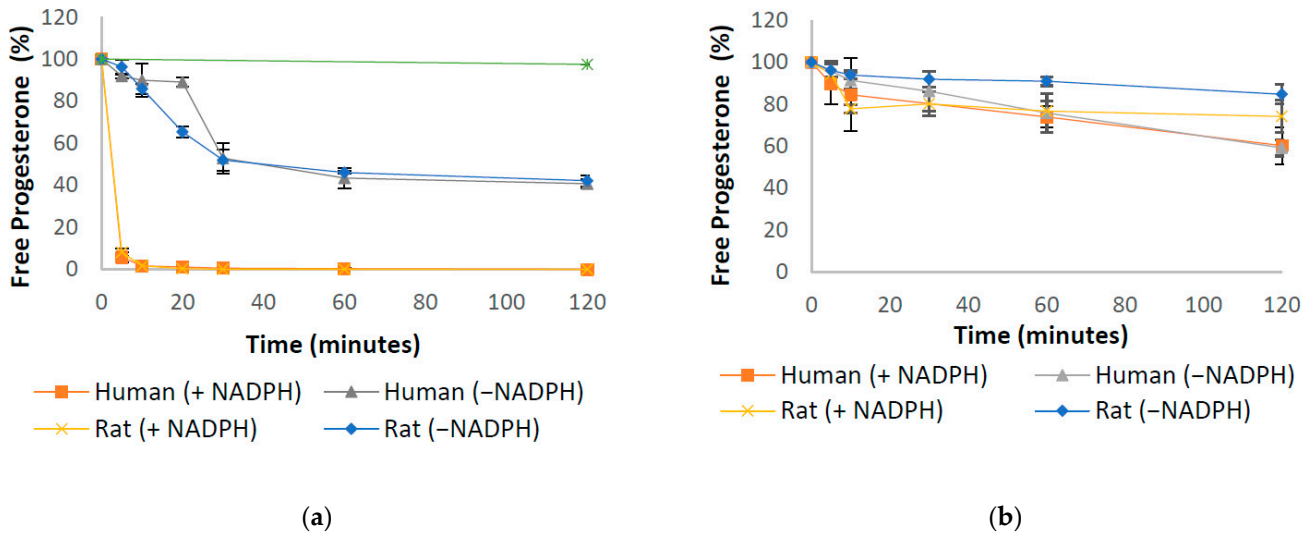 120
100
80
60
40
20
0
Free Progesterone (%)
0 20 40 60 80 100 120
Time (minutes)
Human (+ NADPH) Human (−NADPH)
Rat (+ NADPH) Rat (−NADPH)
(a)
120
100
80
60
40
20
0
Free Progesterone (%)
0 20 40 60 80 100 120
Time (minutes)
Human (+ NADPH) Human (−NADPH)
Rat (+ NADPH) Rat (−NADPH)
(b)